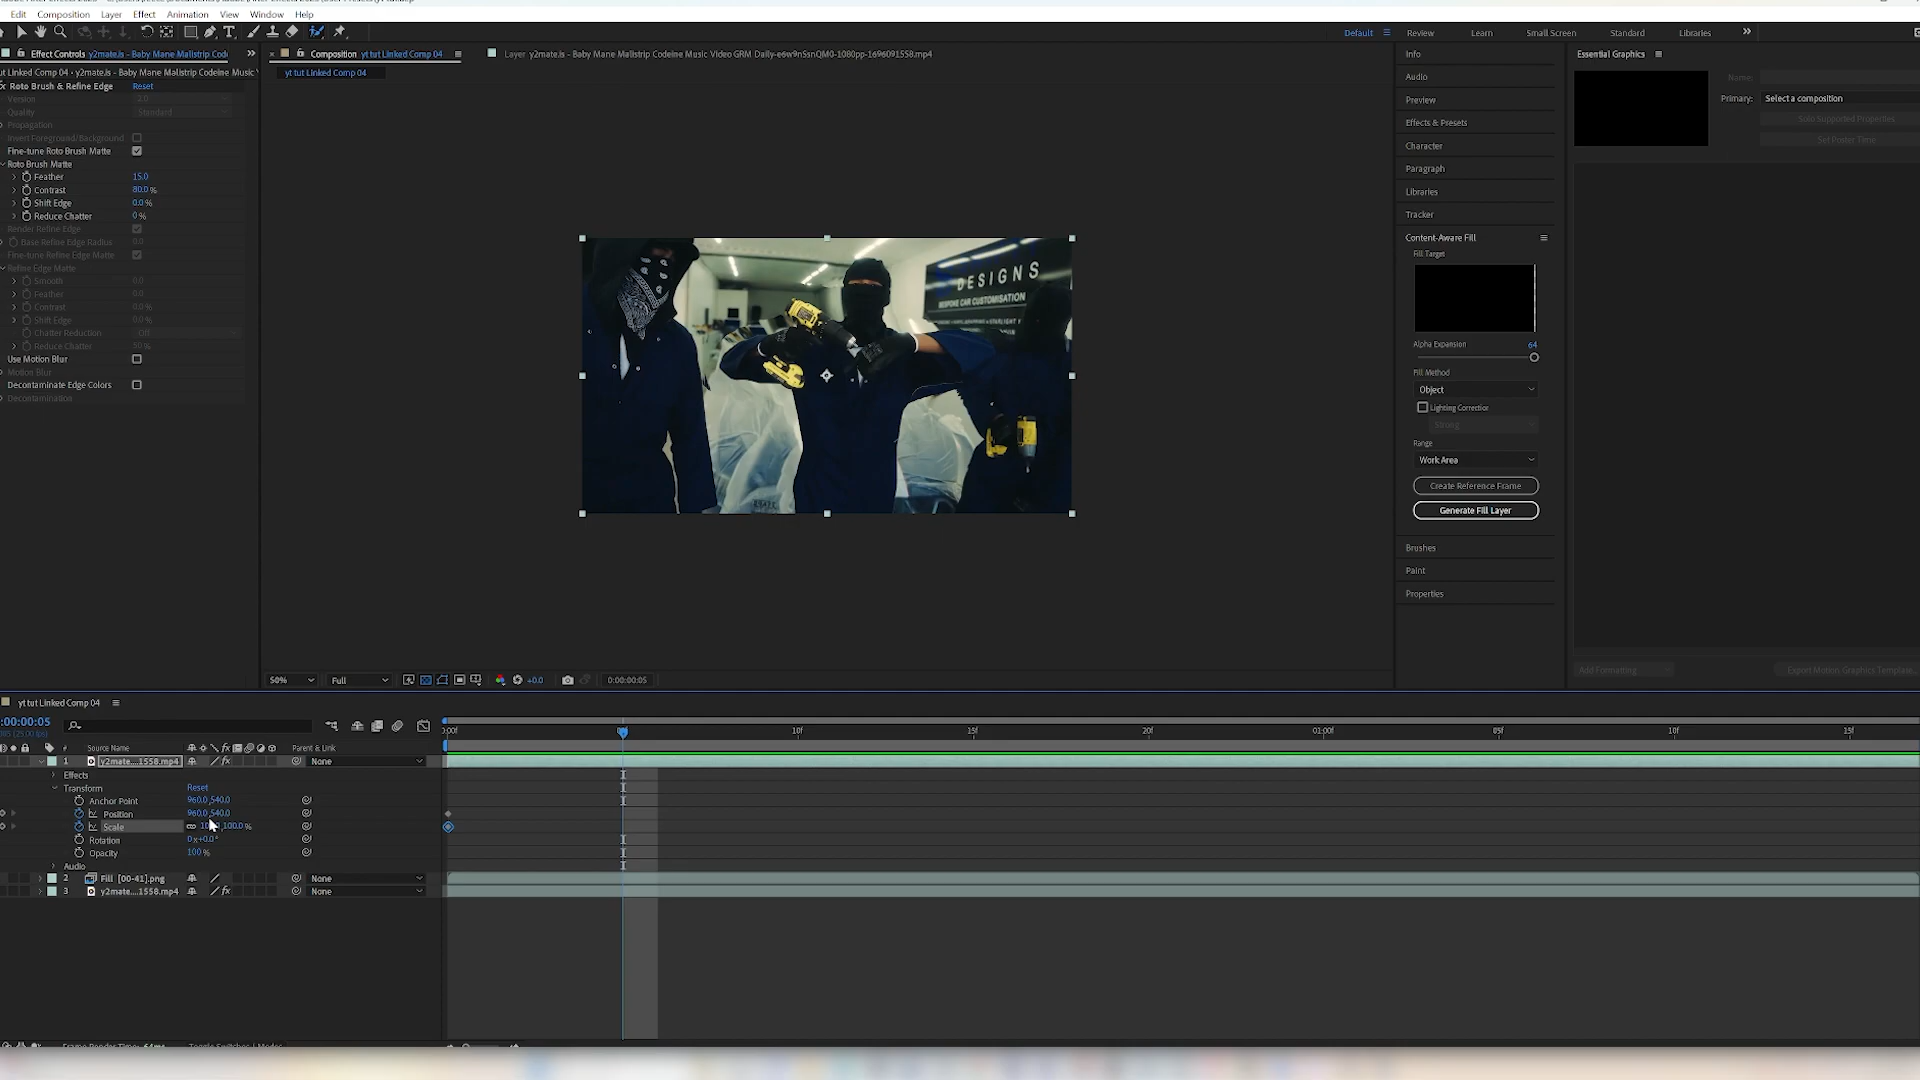 Edit Composition Layer Effect Animation View Window Help
Default Review Learn Small Screen Standard Libraries
Effect Controls y2mate.is - Baby Mane Mallstrip Cod
Composition yt tut Linked Comp 04
Layer y2mate.is - Baby Mane Mallstrip Codeine Music Video GRM Daily-e6w9nSsnQM0-1080pp-1696091558.mp4
ut Linked Comp 04 • y2mate.is - Baby Mane Mallstrip Codeine Music V
yt tut Linked Comp 04
Roto Brush & Refine Edge Reset
Version 2.0
Quality Standard
Propagation
Invert Foreground/Background
Fine-tune Roto Brush Matte
Roto Brush Matte
Feather 15.0
Contrast 80.0 %
Shift Edge 0.0 %
Reduce Chatter 0 %
Render Refine Edge
Base Refine Edge Radius 0.0
Fine-tune Refine Edge Matte
Refine Edge Matte
Smooth 0.0
Feather 0.0
Contrast 0.0 %
Shift Edge 0.0 %
Chatter Reduction Off
Reduce Chatter 50 %
Use Motion Blur
Motion Blur
Decontaminate Edge Colors
Decontamination
DESIGNS
BESPOKE CAR CUSTOMISATION
Info
Audio
Preview
Effects & Presets
Character
Paragraph
Libraries
Tracker
Content-Aware Fill
Fill Target
Alpha Expansion 64
Fill Method
Object
Lighting Correction
Strong
Range
Work Area
Create Reference Frame
Generate Fill Layer
Brushes
Paint
Properties
Essential Graphics
Name:
Primary: Select a composition
Solo Supported Properties
Set Poster Time
Add Formatting
Export Motion Graphics Template...
50% Full +0.0 0:00:00:05
yt tut Linked Comp 04
:00:00:05
(25.00 fps)
# Source Name Parent & Link
0:00f 10f 15f 20f 01:00f 05f 10f 15f
1 y2mate....1558.mp4 None
Effects
Transform Reset
Anchor Point 960.0,540.0
Position 960.0,540.0
Scale 100.0 %
Rotation 0x+0.0°
Opacity 100 %
Audio
2 Fill [00-41].png None
3 y2mate....1558.mp4 None
Frame Render Time: 64ms Toggle Switches / Modes